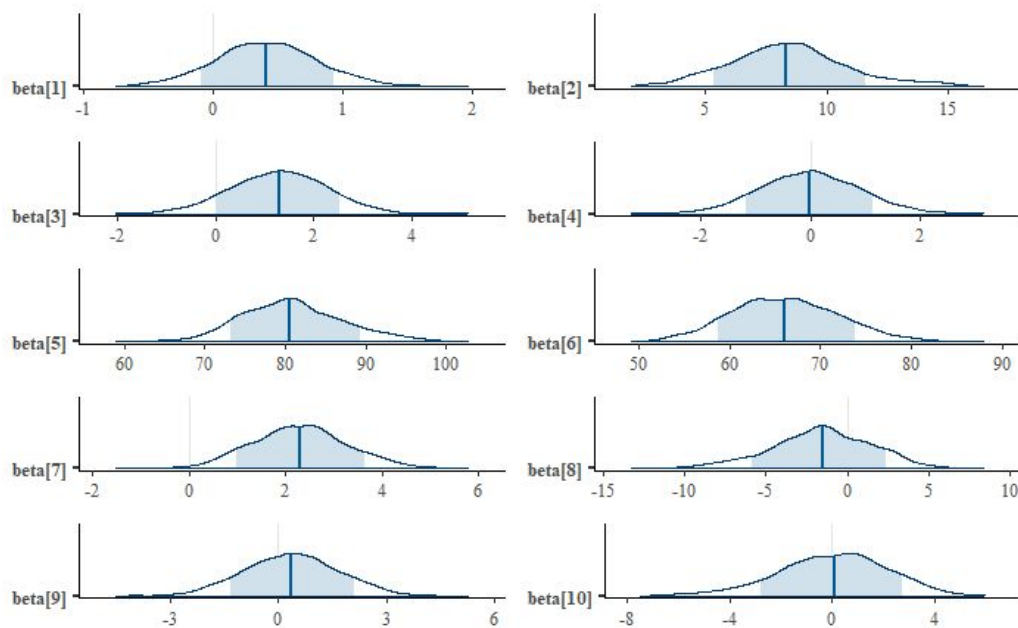 beta[1]
-1 0 1 2
beta[2]
5 10 15
beta[3]
-2 0 2 4
beta[4]
-2 0 2
beta[5]
60 70 80 90 100
beta[6]
50 60 70 80 90
beta[7]
-2 0 2 4 6
beta[8]
-15 -10 -5 0 5 10
beta[9]
-3 0 3 6
beta[10]
-8 -4 0 4